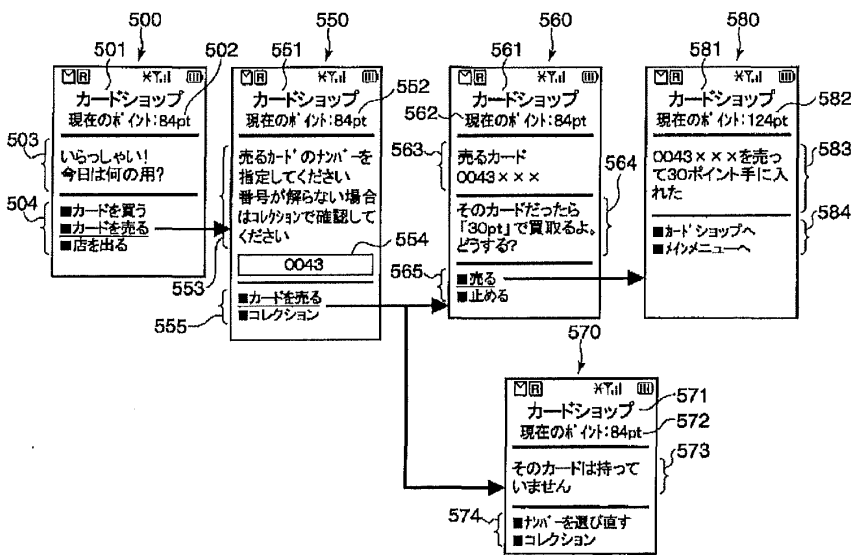 500
501
502
カードショップ
現在のポイント:84pt
503
いらっしゃい!
今日は何の用?
504
■カードを買う
■カードを売る
■店を出る
550
551
552
カードショップ
現在のポイント:84pt
売るカードのナンバーを
指定してください
番号が解らない場合
はコレクションで確認して
ください
553
554
0043
555
■カードを売る
■コレクション
560
561
カードショップ
562
現在のポイント:84pt
563
売るカード
0043×××
564
そのカードだったら
「30pt」で買取るよ。
どうする?
565
■売る
■止める
580
581
582
カードショップ
現在のポイント:124pt
583
0043×××を売っ
て30ポイント手に入
れた
584
■カードショップへ
■メインメニューへ
570
571
カードショップ
572
現在のポイント:84pt
573
そのカードは持って
いません
574
■ナンバーを選び直す
■コレクション